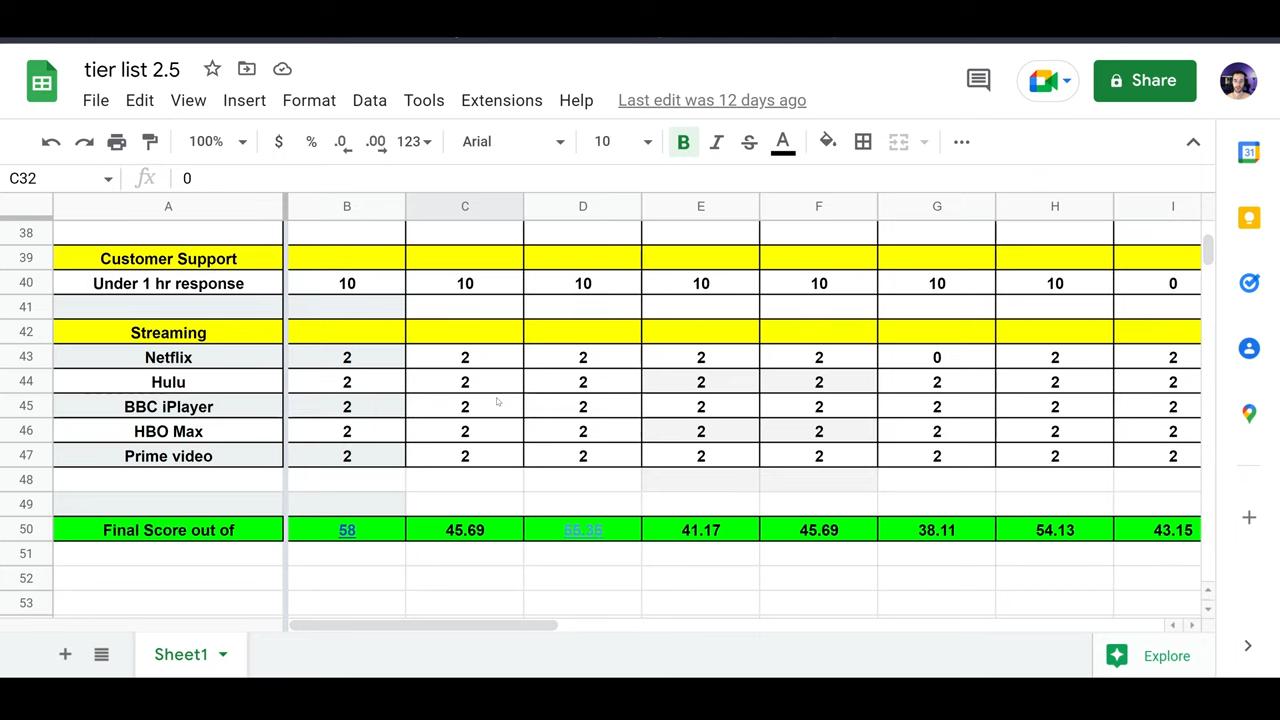 tier list 2.5
File Edit View Insert Format Data Tools Extensions Help Last edit was 12 days ago
Share
100% $ % .0 .00 123 Arial 10 B I S A
C32 fx 0
A B C D E F G H I
38
39 Customer Support
40 Under 1 hr response 10 10 10 10 10 10 10 0
41
42 Streaming
43 Netflix 2 2 2 2 2 0 2 2
44 Hulu 2 2 2 2 2 2 2 2
45 BBC iPlayer 2 2 2 2 2 2 2 2
46 HBO Max 2 2 2 2 2 2 2 2
47 Prime video 2 2 2 2 2 2 2 2
48
49
50 Final Score out of 58 45.69 41.17 45.69 38.11 54.13 43.15
51
52
53
Sheet1
Explore
31